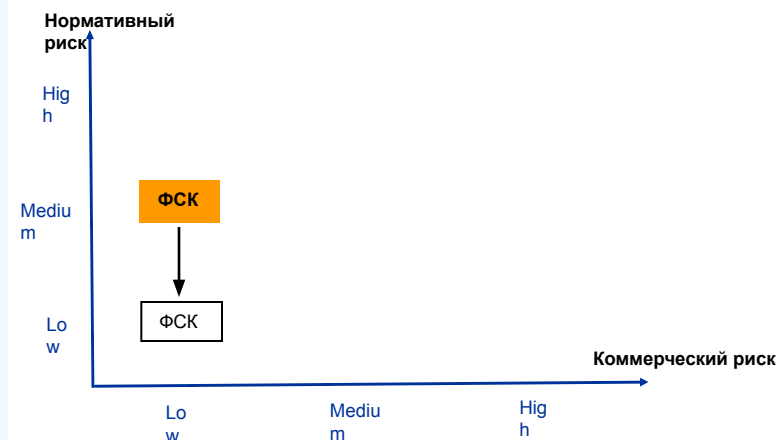 Нормативный
риск
Hig
h
ФСК
Mediu
m
ФСК
Lo
w
Коммерческий риск
Lo
w
Mediu
m
Hig
h